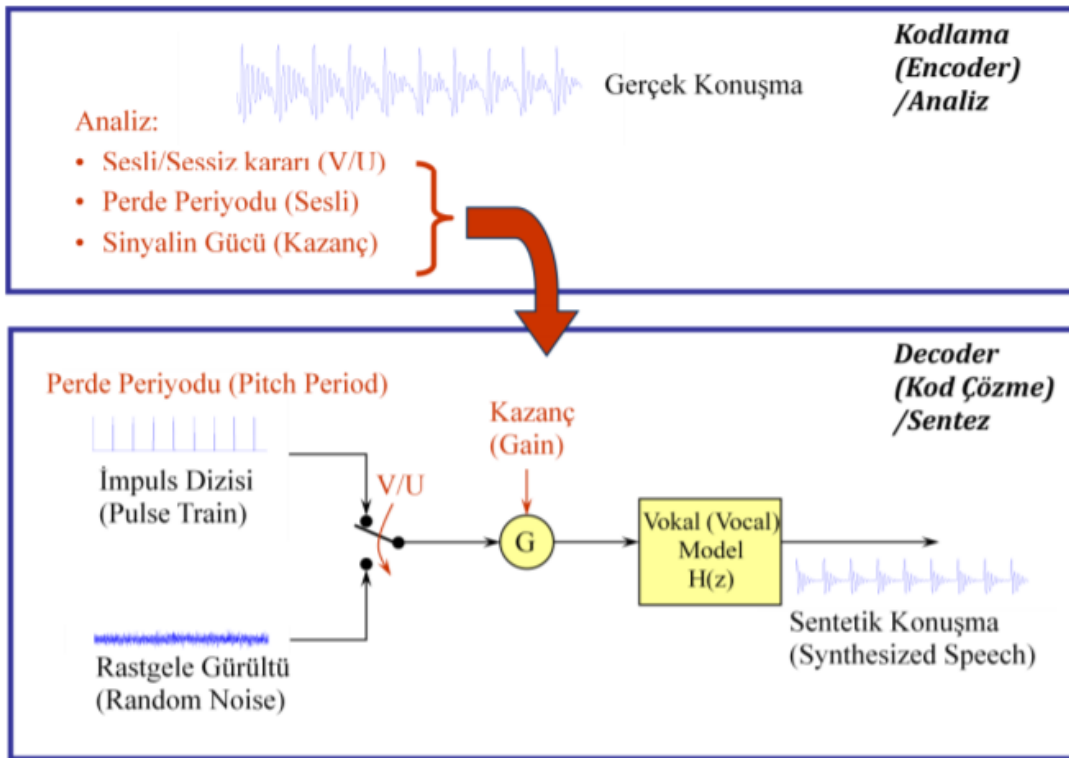 Kodlama
(Encoder)
/Analiz
Gerçek Konuşma
Analiz:
• Sesli/Sessiz kararı (V/U)
• Perde Periyodu (Sesli)
• Sinyalin Gücü (Kazanç)
Decoder
(Kod Çözme)
/Sentez
Perde Periyodu (Pitch Period)
Kazanç
(Gain)
İmpuls Dizisi
(Pulse Train)
V/U
G
Vokal (Vocal)
Model
H(z)
Sentetik Konuşma
(Synthesized Speech)
Rastgele Gürültü
(Random Noise)